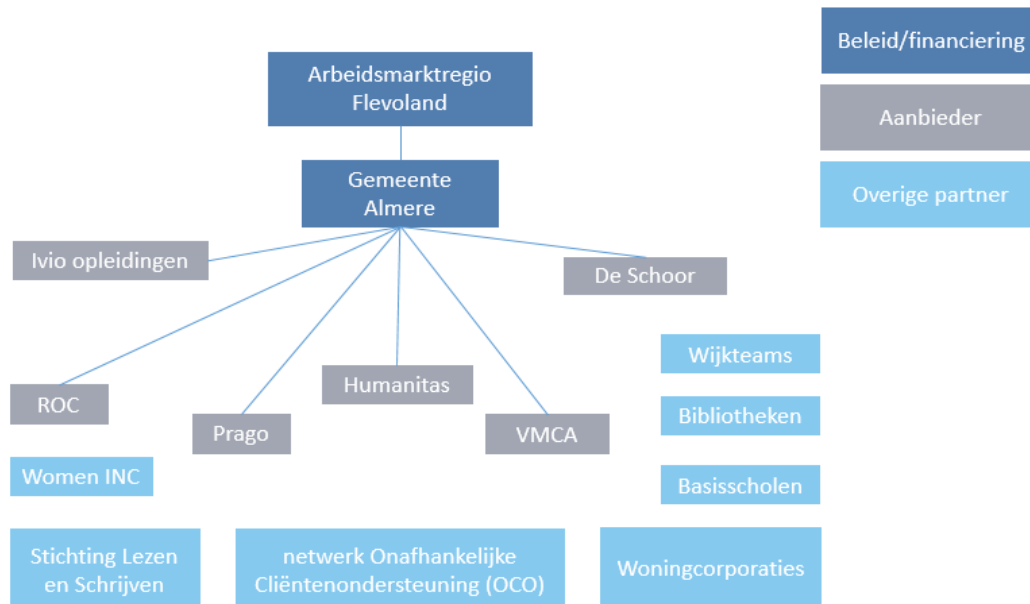 Beleid/financiering
Arbeidsmarktregio
Flevoland
Aanbieder
Gemeente
Almere
Overige partner
Ivio opleidingen
De Schoor
Wijkteams
Humanitas
ROC
Bibliotheken
Prago
VMCA
Women INC
Basisscholen
Stichting Lezen
en Schrijven
netwerk Onafhankelijke
Cliëntenondersteuning (OCO)
Woningcorporaties